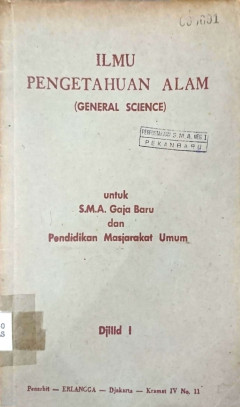 ILMU
PENGETAHUAN ALAM
(GENERAL SCIENCE)
PEKANBARU
untuk
S.M.A. Gaja Baru
dan
Pendidikan Masjarakat Umum
Djilid I
Penerbit — ERLANGGA — Djakarta — Kramat IV No. 11